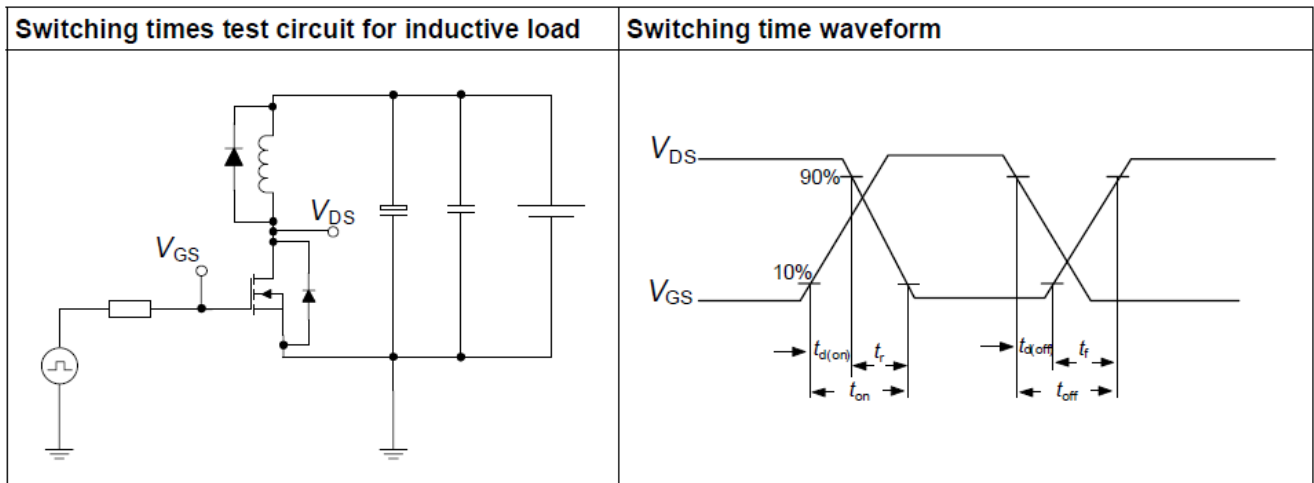 Switching times test circuit for inductive load
Switching time waveform
VDS
VGS
VDS
90%
10%
VGS
td(on)
tr
ton
td(off)
tf
toff